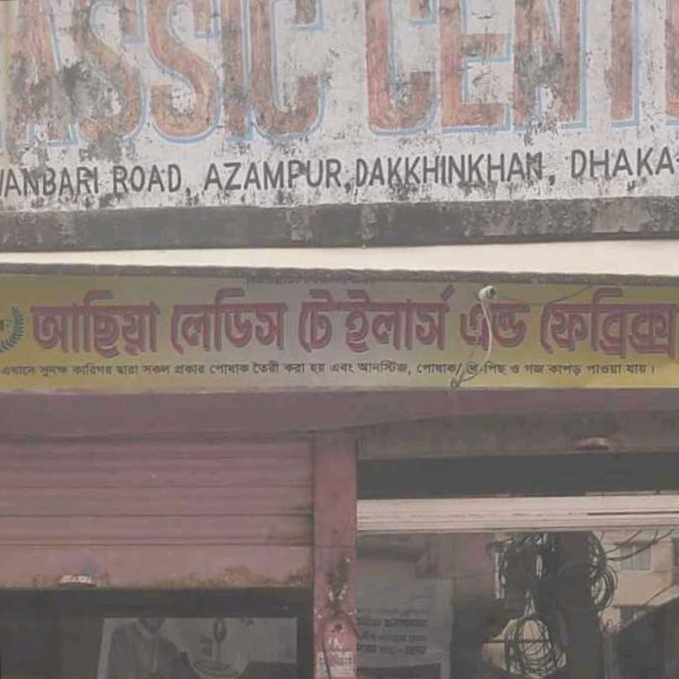 ASSIC CENT
WANBARI ROAD, AZAMPUR, DAKKHINKHAN, DHAKA-
আছিয়া লেডিস টেইলার্স এন্ড ফেব্রিক্স
এখানে সুদক্ষ কারিগর দ্বারা সকল প্রকার পোষাক তৈরী করা হয় এবং আনস্টিজ, পোষাক/ থ্রি-পিছ ও গজ কাপড় পাওয়া যায়।